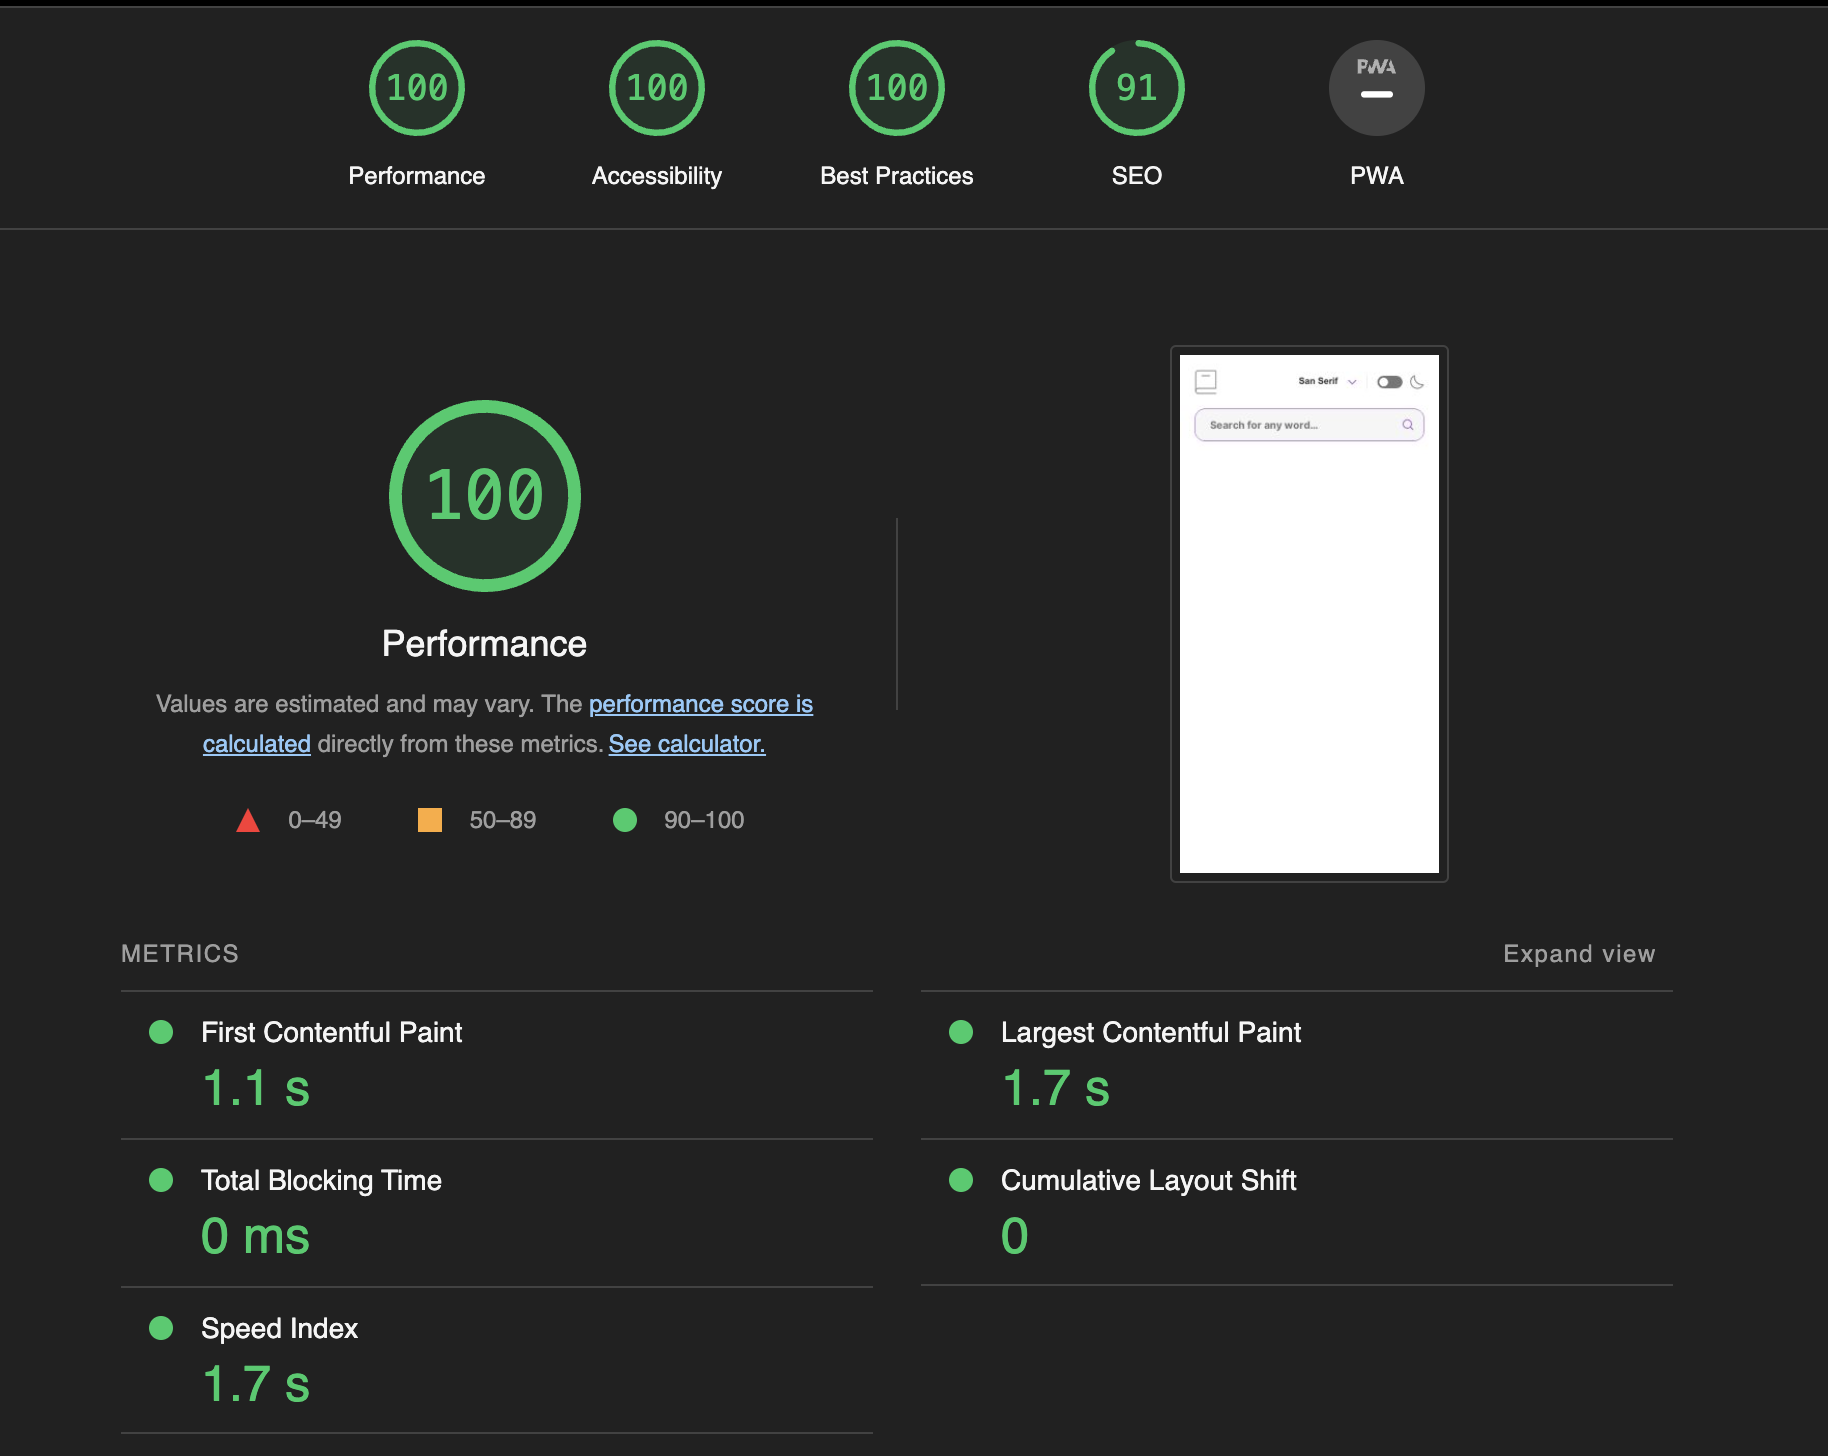 100
100
100
91
PWA
Performance
Accessibility
Best Practices
SEO
PWA
100
Performance
Values are estimated and may vary. The performance score is
calculated directly from these metrics. See calculator.
0–49
50–89
90–100
San Serif
Search for any word...
METRICS
Expand view
First Contentful Paint
1.1 s
Largest Contentful Paint
1.7 s
Total Blocking Time
0 ms
Cumulative Layout Shift
0
Speed Index
1.7 s